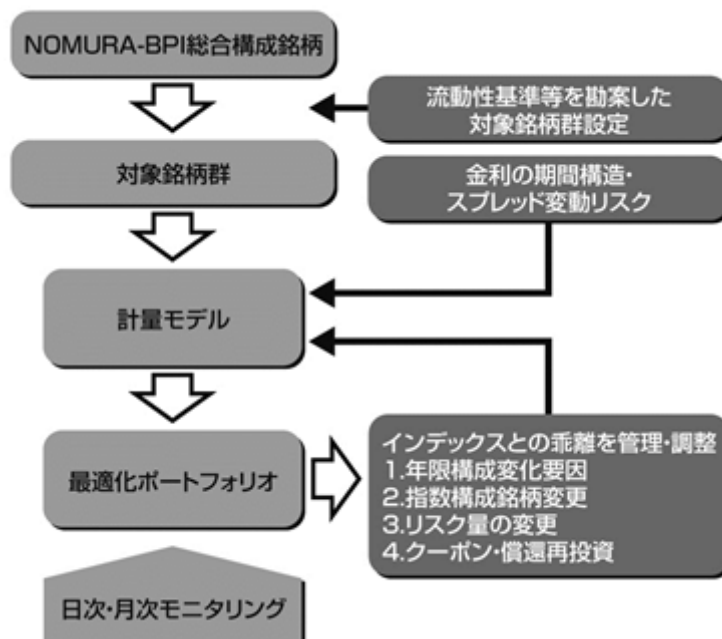 NOMURA-BPI総合構成銘柄
流動性基準等を勘案した
対象銘柄群設定
対象銘柄群
金利の期間構造・
スプレッド変動リスク
計量モデル
最適化ポートフォリオ
インデックスとの乖離を管理・調整
1.年限構成変化要因
2.指数構成銘柄変更
3.リスク量の変更
4.クーポン・償還再投資
日次・月次モニタリング